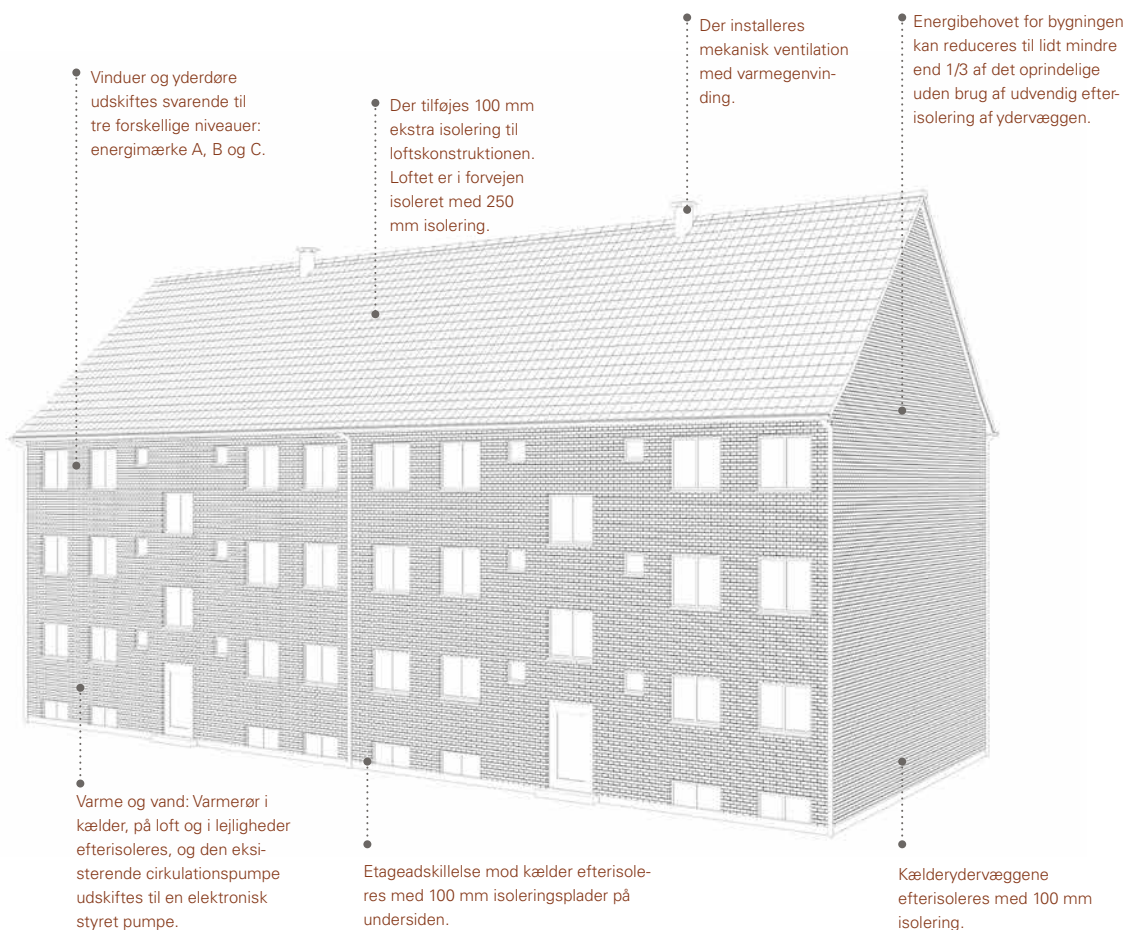 Vinduer og yderdøre
udskiftes svarende til
tre forskellige niveauer:
energimærke A, B og C.
Der tilføjes 100 mm
ekstra isolering til
loftskonstruktionen.
Loftet er i forvejen
isoleret med 250
mm isolering.
Der installeres
mekanisk ventilation
med varmegenvin-
ding.
Energibehovet for bygningen
kan reduceres til lidt mindre
end 1/3 af det oprindelige
uden brug af udvendig efter-
isolering af ydervæggen.
Varme og vand: Varmerør i
kælder, på loft og i lejligheder
efterisoleres, og den eksi-
sterende cirkulationspumpe
udskiftes til en elektronisk
styret pumpe.
Etageadskillelse mod kælder efterisole-
res med 100 mm isoleringsplader på
undersiden.
Kælderydervæggene
efterisoleres med 100 mm
isolering.